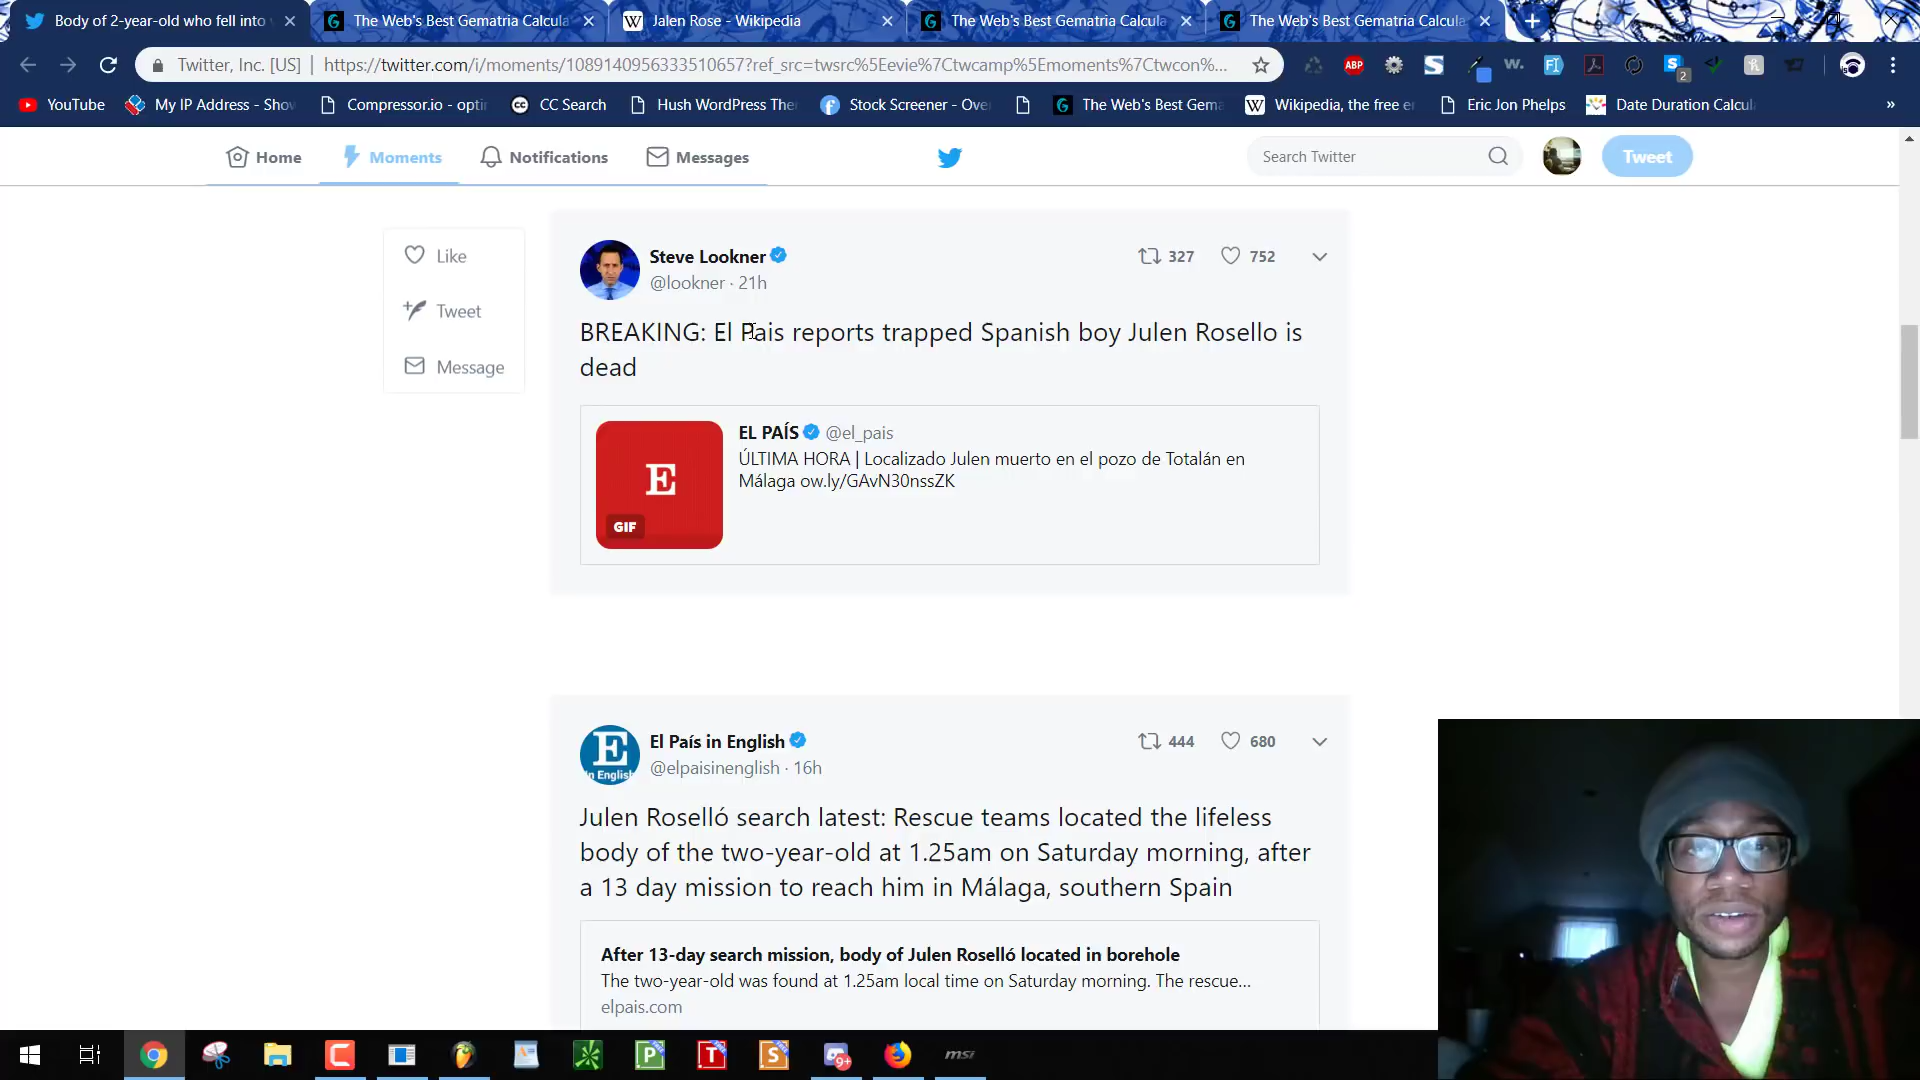 Body of 2-year-old who fell into
The Web's Best Gematria Calcula
Jalen Rose - Wikipedia
The Web's Best Gematria Calcula
The Web's Best Gematria Calcula
Twitter, Inc. [US] | https://twitter.com/i/moments/1089140956333510657?ref_src=twsrc%5Eevie%7Ctwcamp%5Emoments%7Ctwcon%...
ABP
S
W.
2
YouTube
My IP Address - Show
Compressor.io - opti
CC Search
Hush WordPress The
Stock Screener - Ove
The Web's Best Gema
Wikipedia, the free e
Eric Jon Phelps
Date Duration Calcul
»
Home
Moments
Notifications
Messages
Search Twitter
Tweet
Like
Tweet
Message
Steve Lookner
@lookner · 21h
327
752
BREAKING: El Pais reports trapped Spanish boy Julen Rosello is
dead
EL PAÍS @el_pais
ÚLTIMA HORA | Localizado Julen muerto en el pozo de Totalán en
Málaga ow.ly/GAvN30nssZK
E
GIF
E
in English
El País in English
@elpaisinenglish · 16h
444
680
Julen Roselló search latest: Rescue teams located the lifeless
body of the two-year-old at 1.25am on Saturday morning, after
a 13 day mission to reach him in Málaga, southern Spain
After 13-day search mission, body of Julen Roselló located in borehole
The two-year-old was found at 1.25am local time on Saturday morning. The rescue...
elpais.com
P
T
S
9+
msi